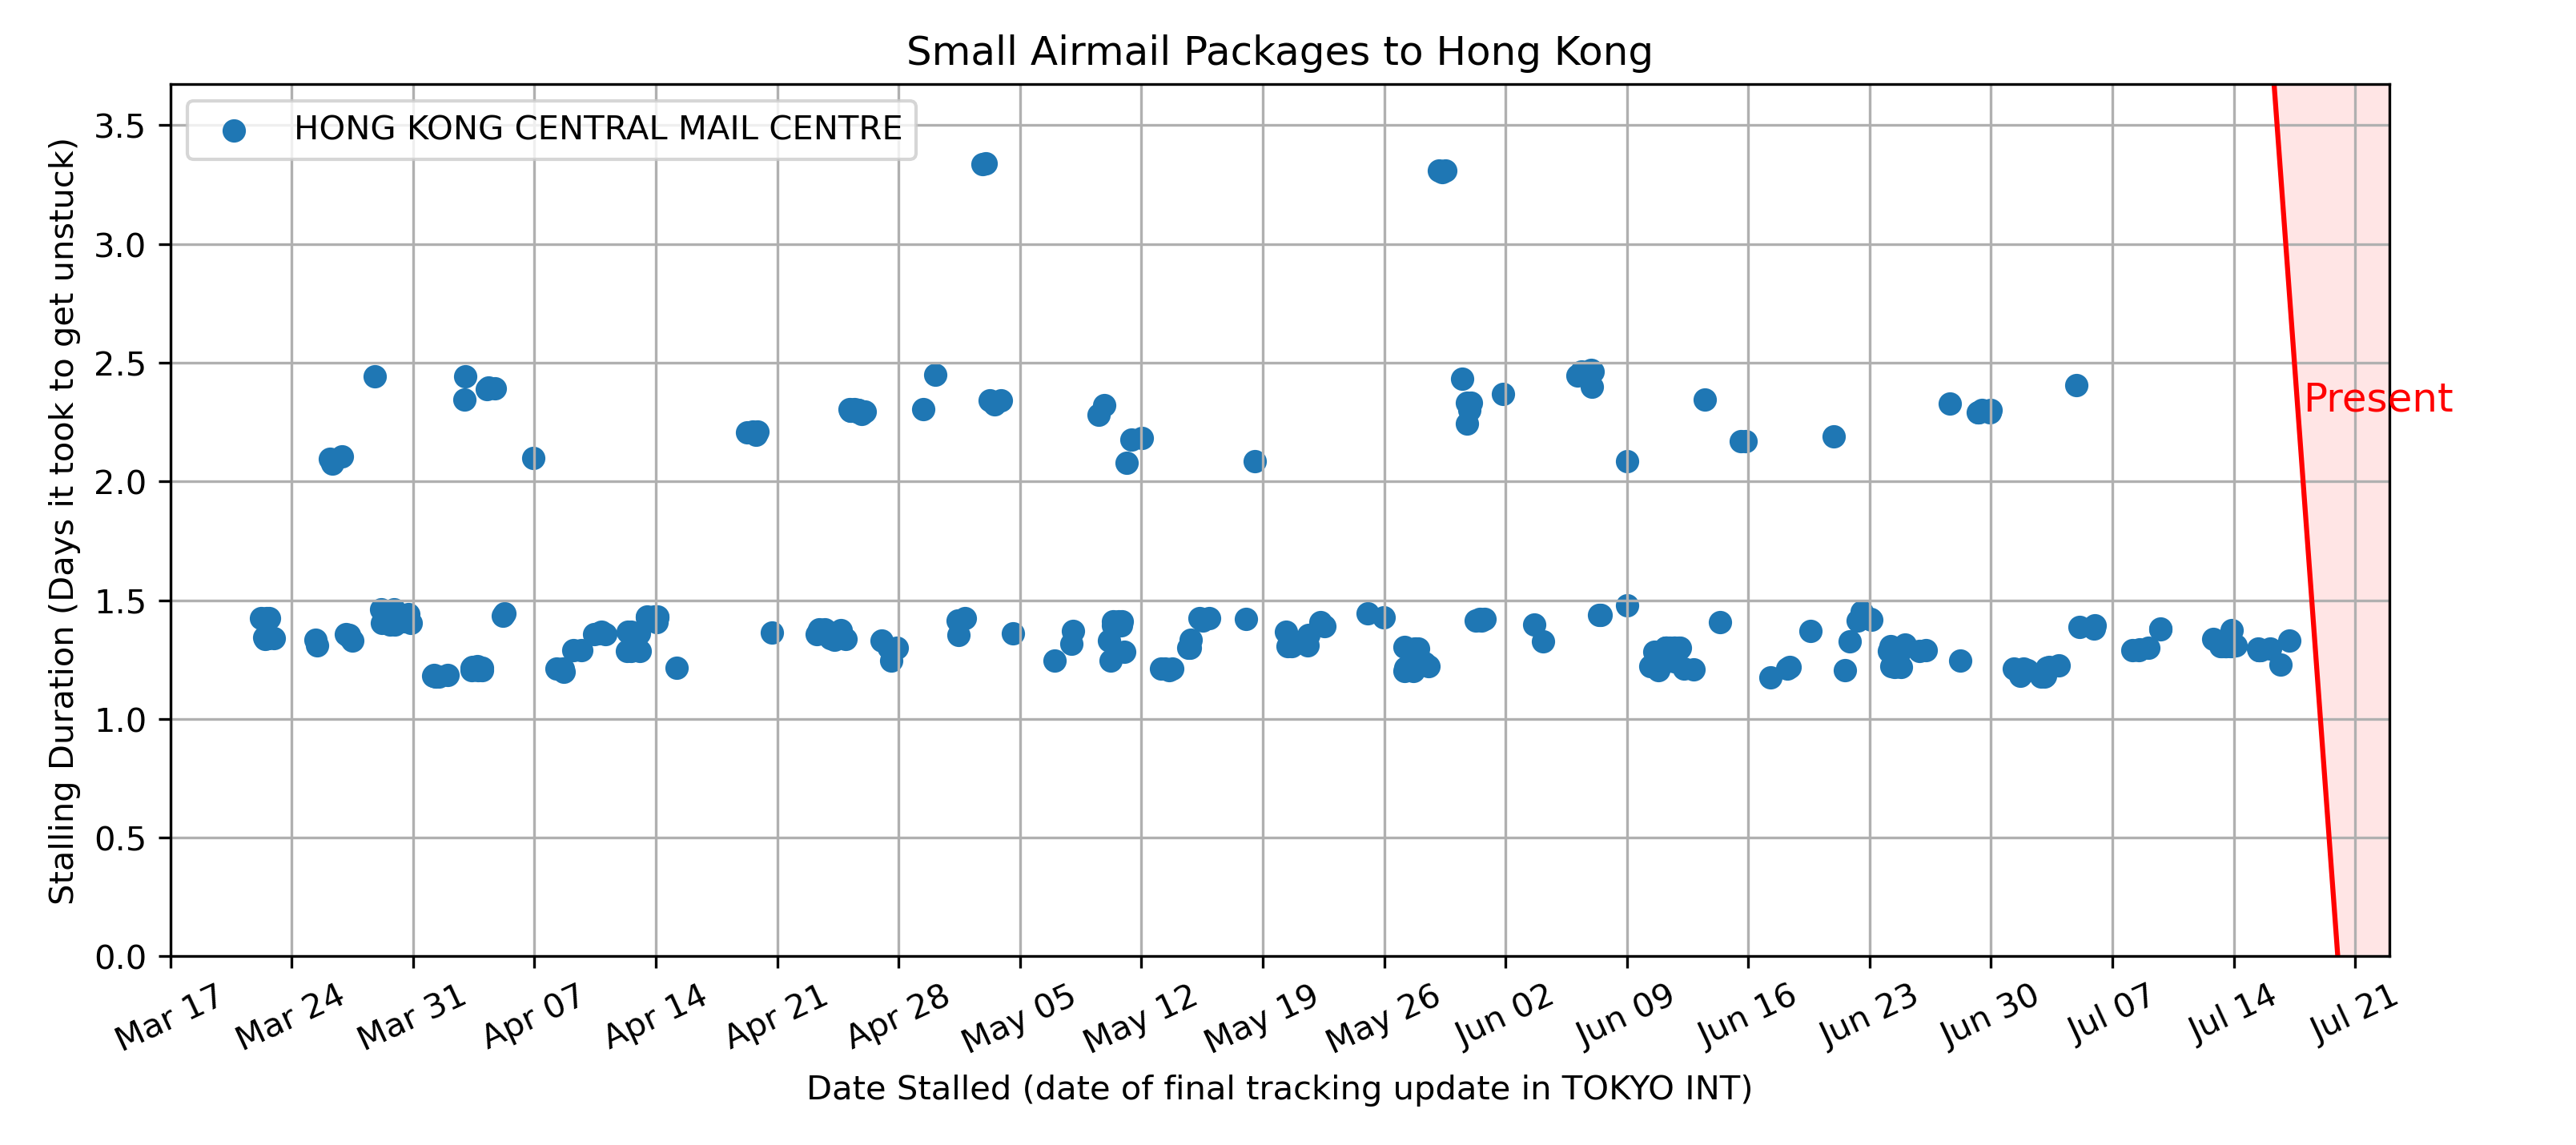 Small Airmail Packages to Hong Kong
HONG KONG CENTRAL MAIL CENTRE
Stalling Duration (Days it took to get unstuck)
3.5
3.0
2.5
2.0
1.5
1.0
0.5
0.0
Present
Mar 17
Mar 24
Mar 31
Apr 07
Apr 14
Apr 21
Apr 28
May 05
May 12
May 19
May 26
Jun 02
Jun 09
Jun 16
Jun 23
Jun 30
Jul 07
Jul 14
Jul 21
Date Stalled (date of final tracking update in TOKYO INT)